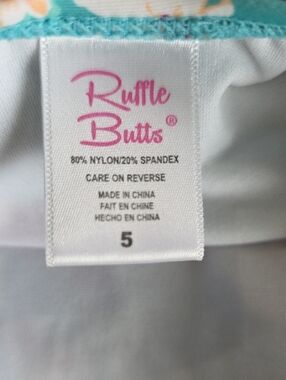 Ruffle
Butts®
80% NYLON/20% SPANDEX
CARE ON REVERSE
MADE IN CHINA
FAIT EN CHINE
HECHO EN CHINA
5